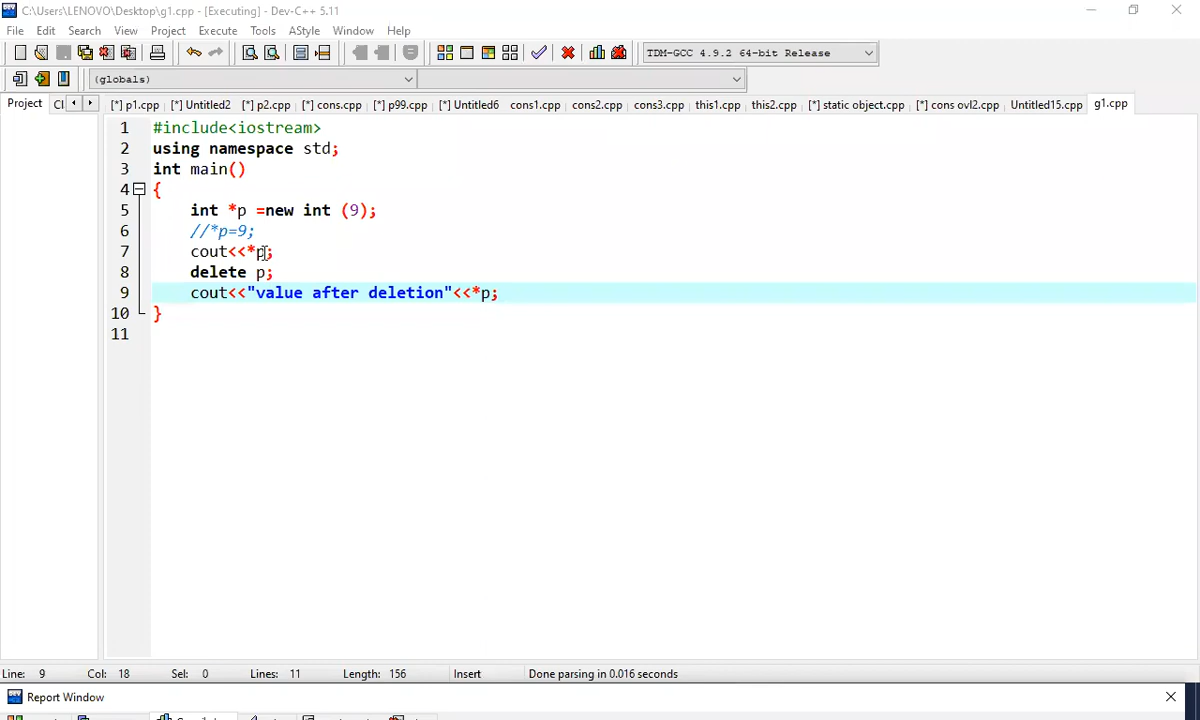 C:\Users\LENOVO\Desktop\g1.cpp - [Executing] - Dev-C++ 5.11
File Edit Search View Project Execute Tools AStyle Window Help
TDM-GCC 4.9.2 64-bit Release
(globals)
Project Cl [*] p1.cpp [*] Untitled2 [*] p2.cpp [*] cons.cpp [*] p99.cpp [*] Untitled6 cons1.cpp cons2.cpp cons3.cpp this1.cpp this2.cpp [*] static object.cpp [*] cons ovl2.cpp Untitled15.cpp g1.cpp
1 #include<iostream>
2 using namespace std;
3 int main()
4 {
5 int *p =new int (9);
6 //*p=9;
7 cout<<*p;
8 delete p;
9 cout<<"value after deletion"<<*p;
10 }
11
Line: 9 Col: 18 Sel: 0 Lines: 11 Length: 156 Insert Done parsing in 0.016 seconds
Report Window